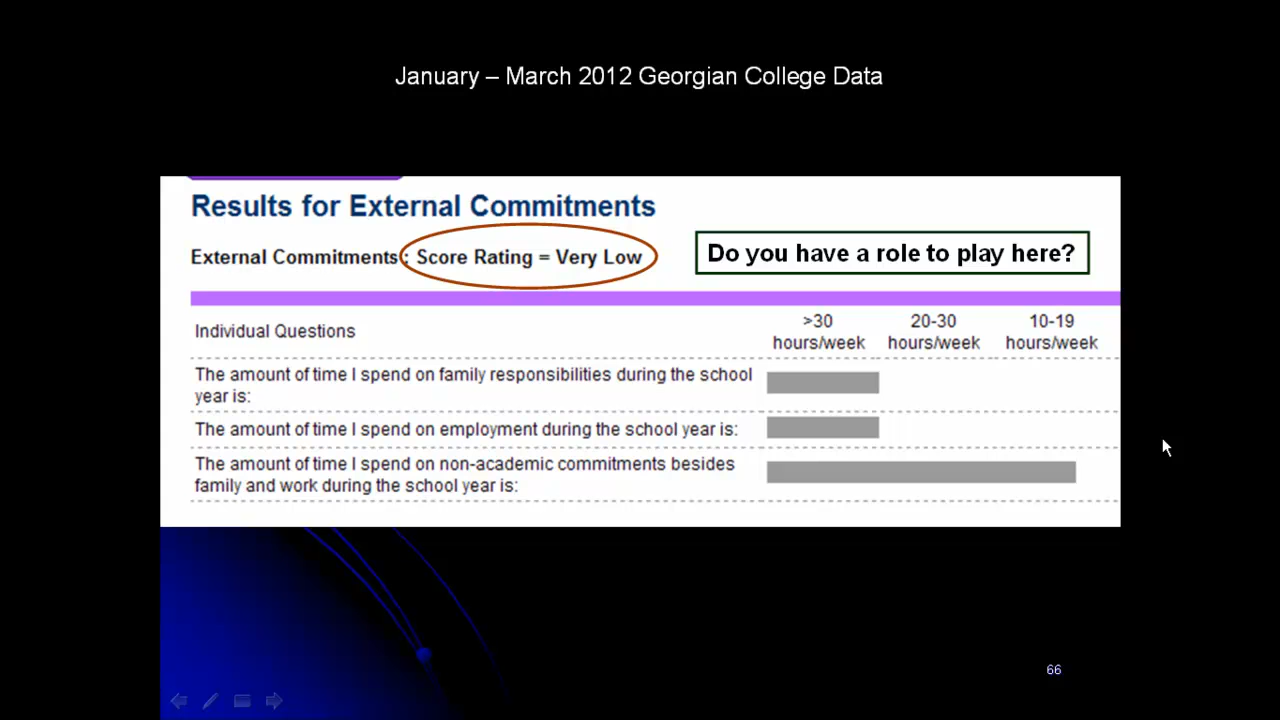 January – March 2012 Georgian College Data
Results for External Commitments
External Commitments : Score Rating = Very Low
Do you have a role to play here?
Individual Questions
>30 hours/week
20-30 hours/week
10-19 hours/week
The amount of time I spend on family responsibilities during the school
year is:
The amount of time I spend on employment during the school year is:
The amount of time I spend on non-academic commitments besides
family and work during the school year is:
66